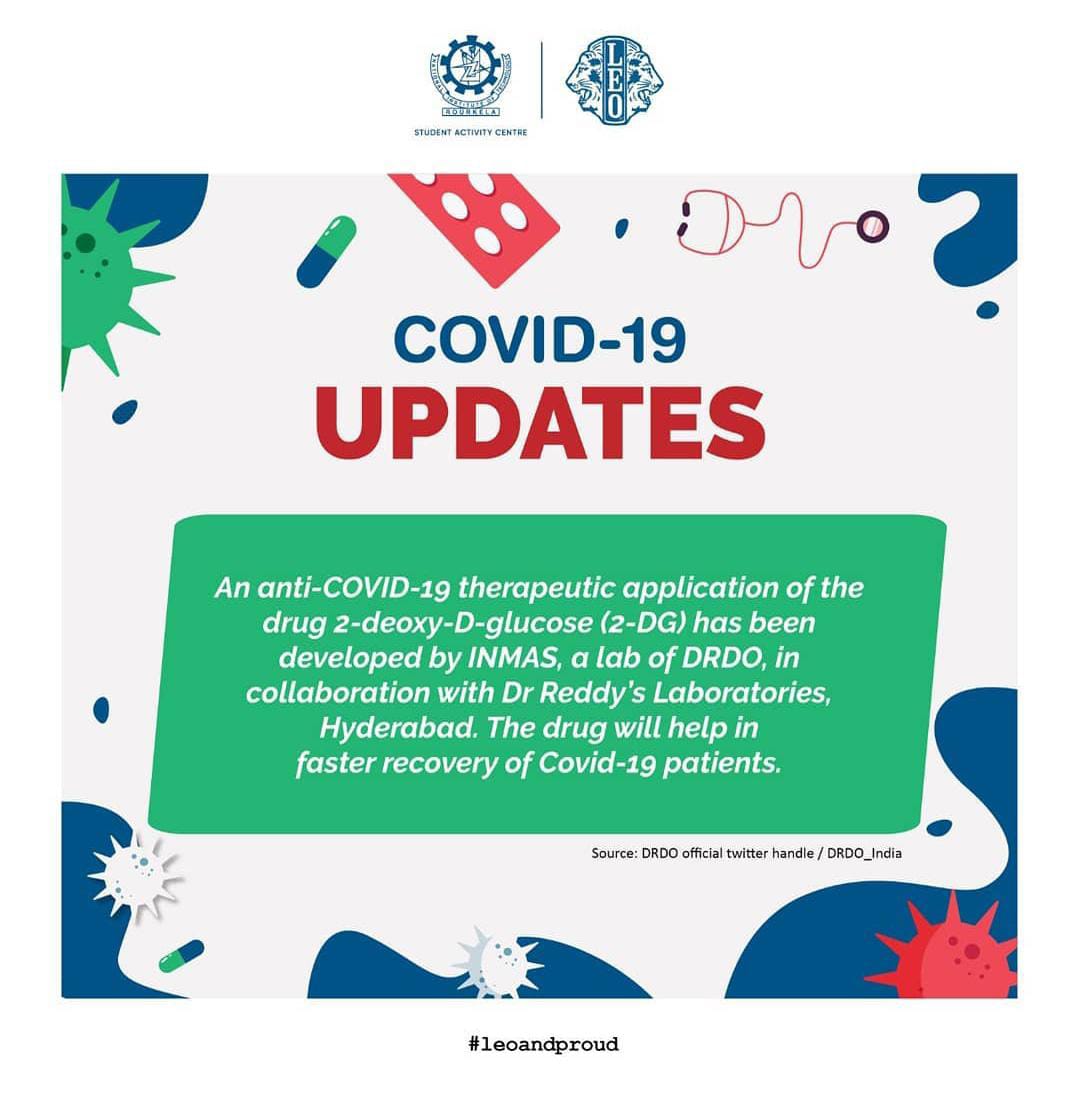 NATIONAL INSTITUTE OF TECHNOLOGY
ROURKELA
STUDENT ACTIVITY CENTRE
LEO
COVID-19
UPDATES
An anti-COVID-19 therapeutic application of the
drug 2-deoxy-D-glucose (2-DG) has been
developed by INMAS, a lab of DRDO, in
collaboration with Dr Reddy's Laboratories,
Hyderabad. The drug will help in
faster recovery of Covid-19 patients.
Source: DRDO official twitter handle / DRDO_India
#leoandproud